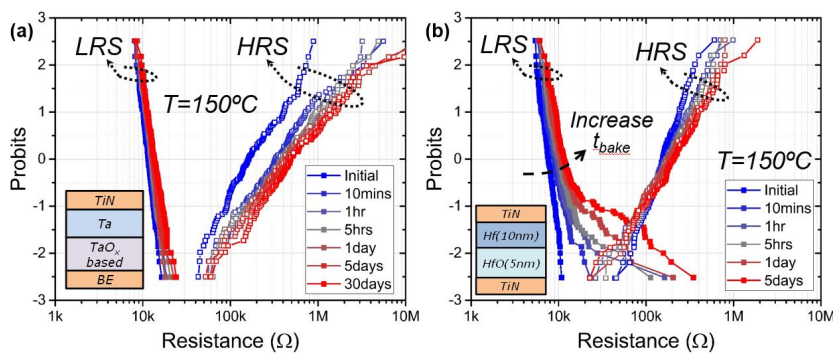 (a)
LRS
HRS
T=150ºC
Probits
3
2
1
0
-1
-2
-3
1k
10k
100k
1M
10M
Resistance (Ω)
TiN
Ta
TaOx
based
BE
Initial
10mins
1hr
5hrs
1day
5days
30days
(b)
LRS
HRS
Increase
tbake
T=150ºC
Probits
3
2
1
0
-1
-2
-3
1k
10k
100k
1M
10M
Resistance (Ω)
TiN
Hf(10nm)
HfO(5nm)
TiN
Initial
10mins
1hr
5hrs
1day
5days